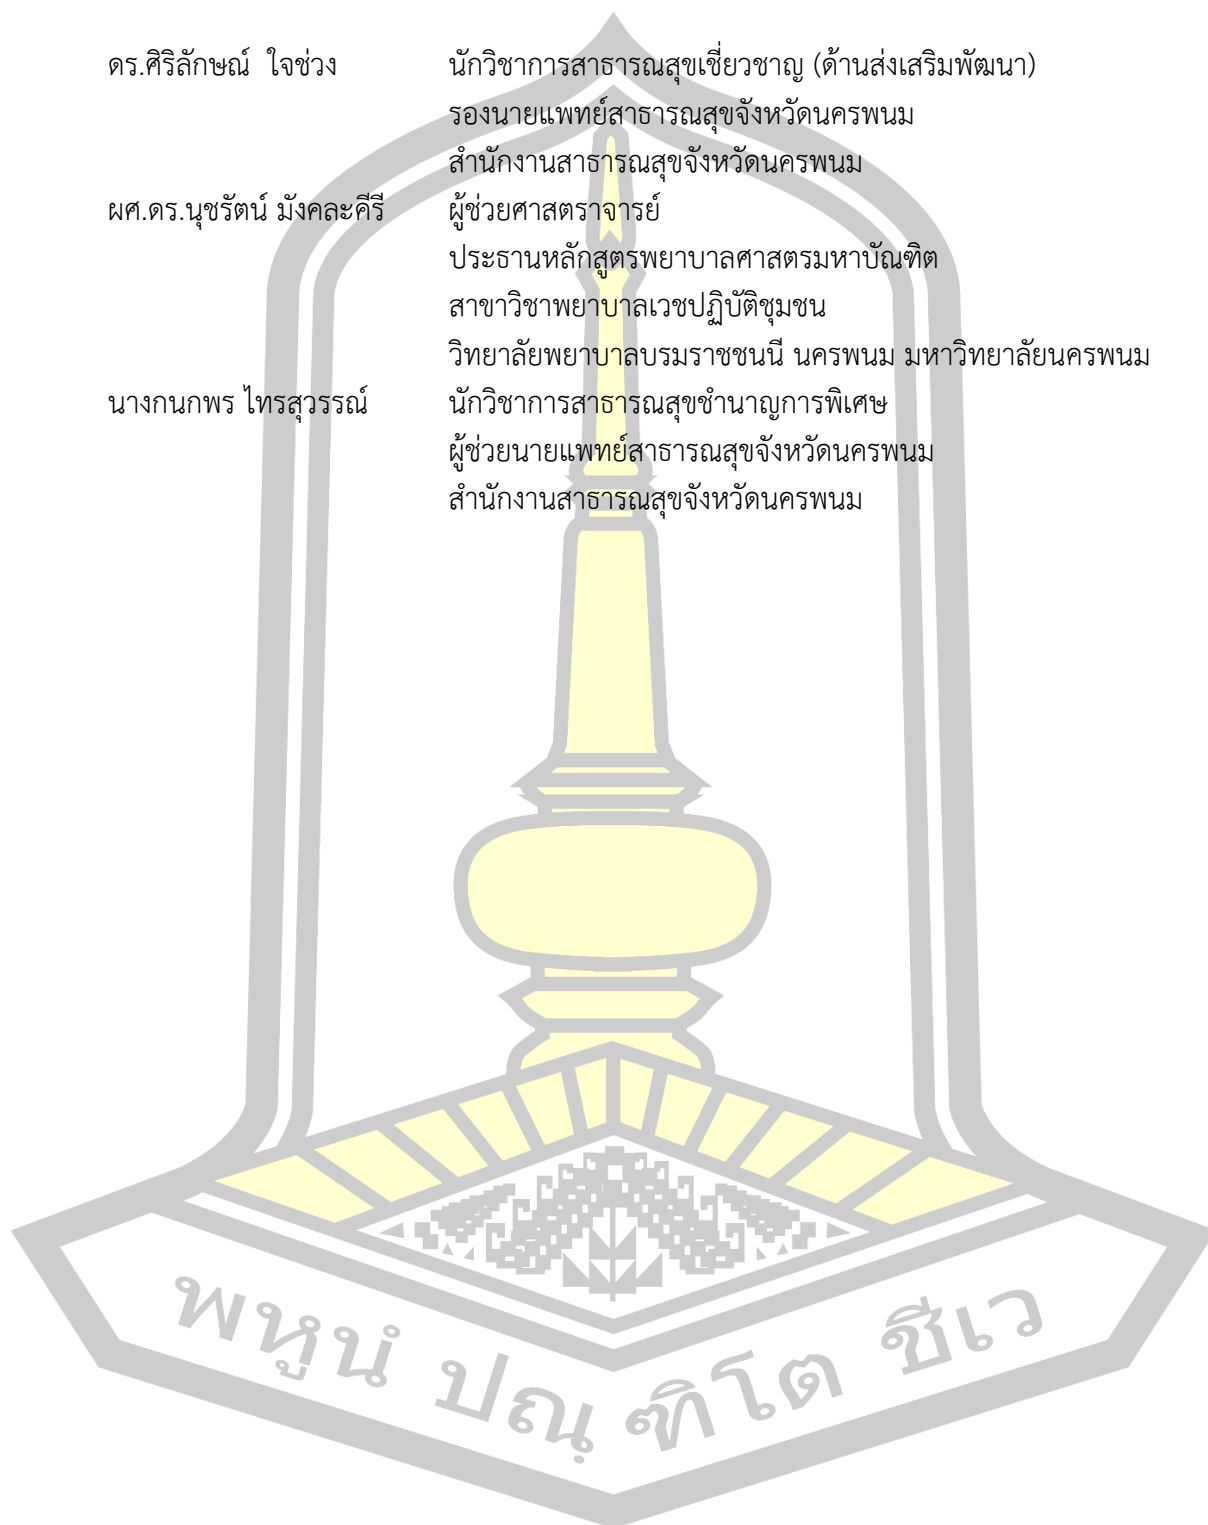 ดร.ศิริลักษณ์ ใจช่วง นักวิชาการสาธารณสุขเชี่ยวชาญ (ด้านส่งเสริมพัฒนา)
รองนายแพทย์สาธารณสุขจังหวัดนครพนม
สำนักงานสาธารณสุขจังหวัดนครพนม
ผศ.ดร.นุชรัตน์ มังคละคีรี ผู้ช่วยศาสตราจารย์
ประธานหลักสูตรพยาบาลศาสตรมหาบัณฑิต
สาขาวิชาพยาบาลเวชปฏิบัติชุมชน
วิทยาลัยพยาบาลบรมราชชนนี นครพนม มหาวิทยาลัยนครพนม
นางกนกพร ไทรสุวรรณ์ นักวิชาการสาธารณสุขชำนาญการพิเศษ
ผู้ช่วยนายแพทย์สาธารณสุขจังหวัดนครพนม
สำนักงานสาธารณสุขจังหวัดนครพนม
พหูนํ ปณฺฑิโต ชีเว